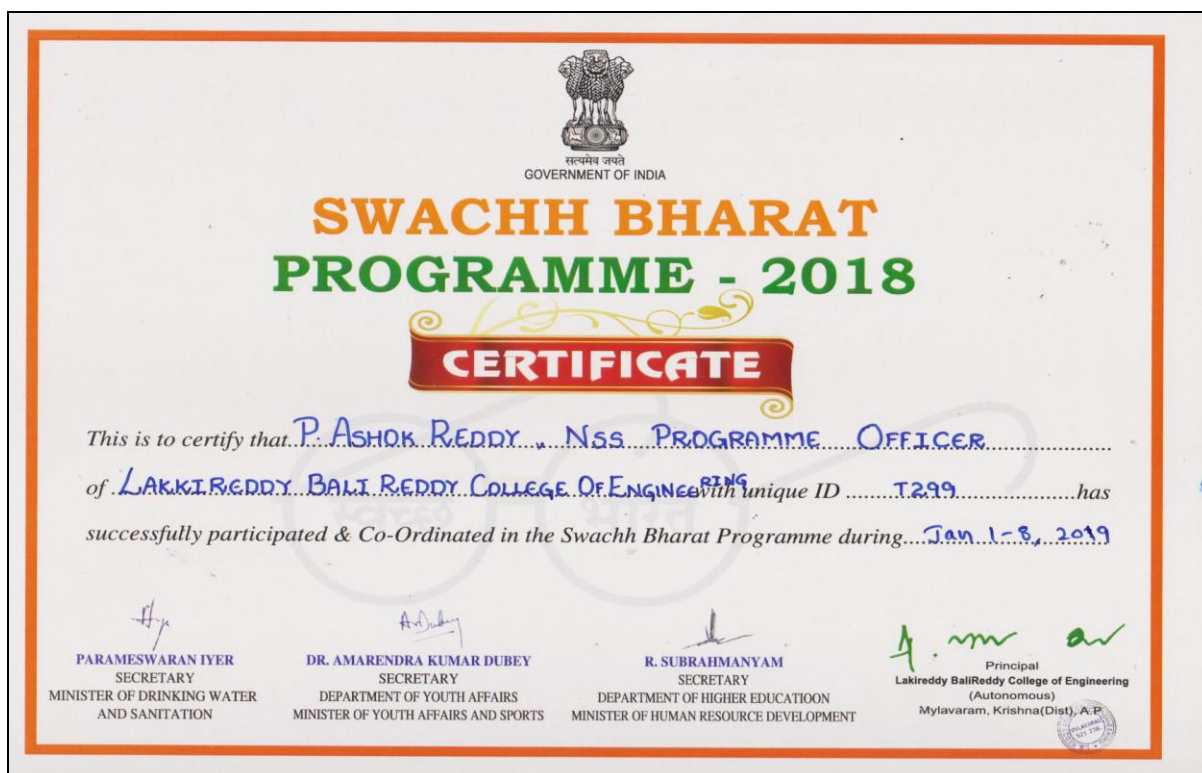 सत्यमेव जयते
GOVERNMENT OF INDIA
SWACHH BHARAT
PROGRAMME - 2018
CERTIFICATE
This is to certify that P. ASHOK REDDY, NSS PROGRAMME OFFICER
of LAKKIREDDY BALI REDDY COLLEGE OF ENGINEERING with unique ID T299 has
successfully participated & Co-Ordinated in the Swachh Bharat Programme during Jan 1-8, 2019
स्वच्छ भारत
PARAMESWARAN IYER
SECRETARY
MINISTER OF DRINKING WATER
AND SANITATION
DR. AMARENDRA KUMAR DUBEY
SECRETARY
DEPARTMENT OF YOUTH AFFAIRS
MINISTER OF YOUTH AFFAIRS AND SPORTS
R. SUBRAHMANYAM
SECRETARY
DEPARTMENT OF HIGHER EDUCATIOON
MINISTER OF HUMAN RESOURCE DEVELOPMENT
Principal
Lakireddy BaliReddy College of Engineering
(Autonomous)
Mylavaram, Krishna(Dist), A.P